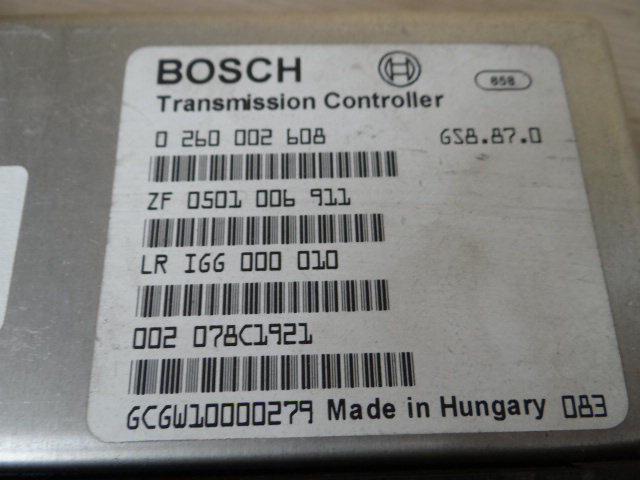 BOSCH
658
Transmission Controller
0 260 002 608 GS8.87.0
ZF 0501 006 911
LR IGG 000 010
002 078C1921
GCGW10000279 Made in Hungary 083